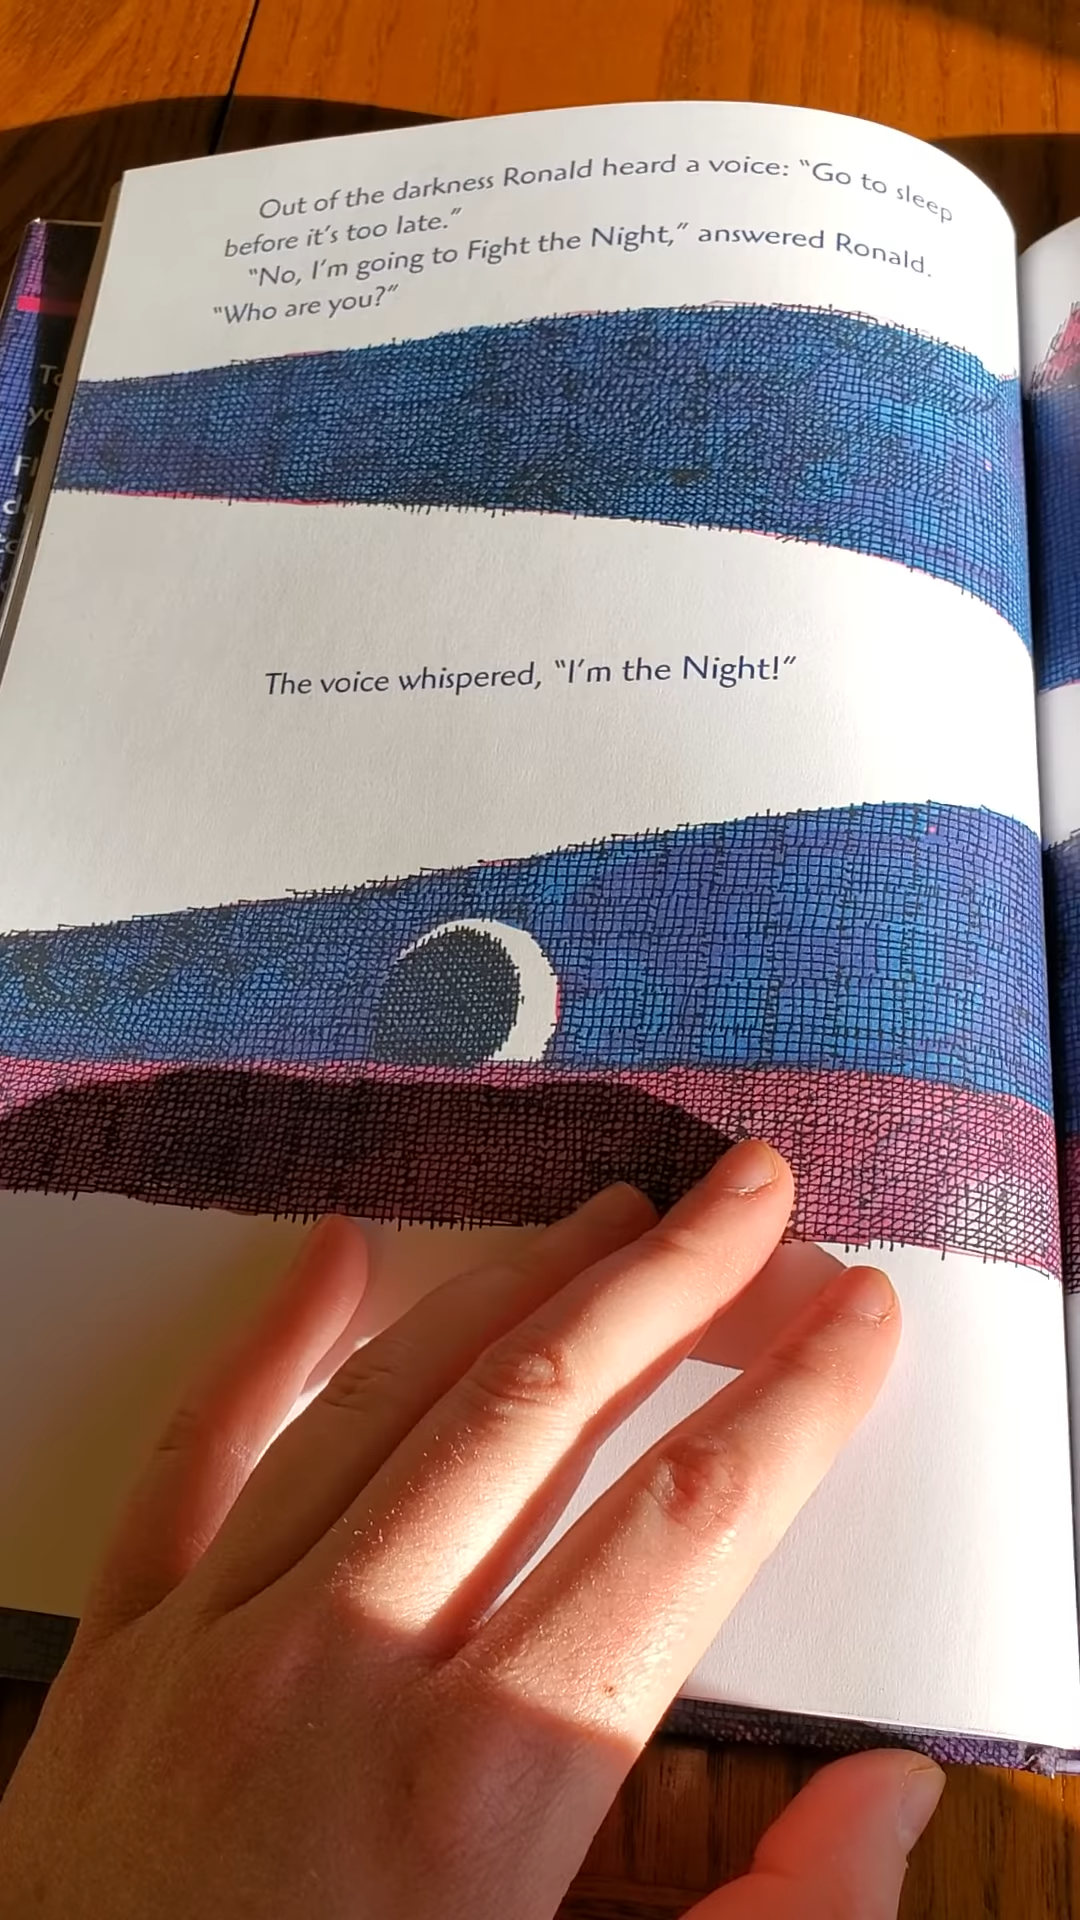 Out of the darkness Ronald heard a voice: “Go to sleep
before it’s too late.”
“No, I’m going to Fight the Night,” answered Ronald.
“Who are you?”
The voice whispered, “I’m the Night!”